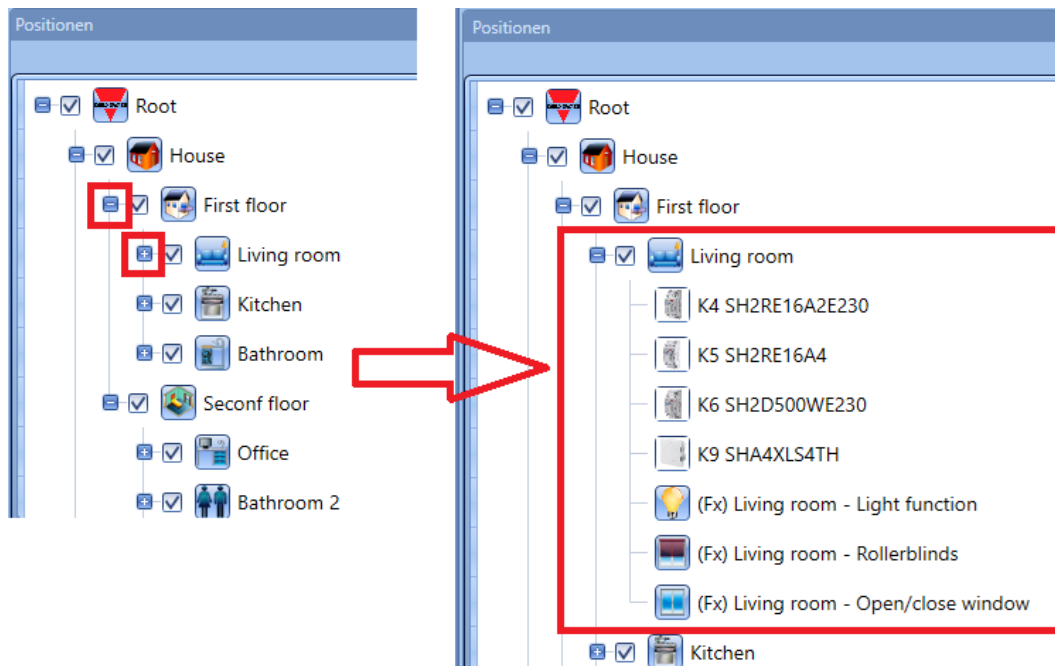 Positionen
Root
House
First floor
Living room
Kitchen
Bathroom
Seconf floor
Office
Bathroom 2
Positionen
Root
House
First floor
Living room
K4 SH2RE16A2E230
K5 SH2RE16A4
K6 SH2D500WE230
K9 SHA4XLS4TH
(Fx) Living room - Light function
(Fx) Living room - Rollerblinds
(Fx) Living room - Open/close window
Kitchen